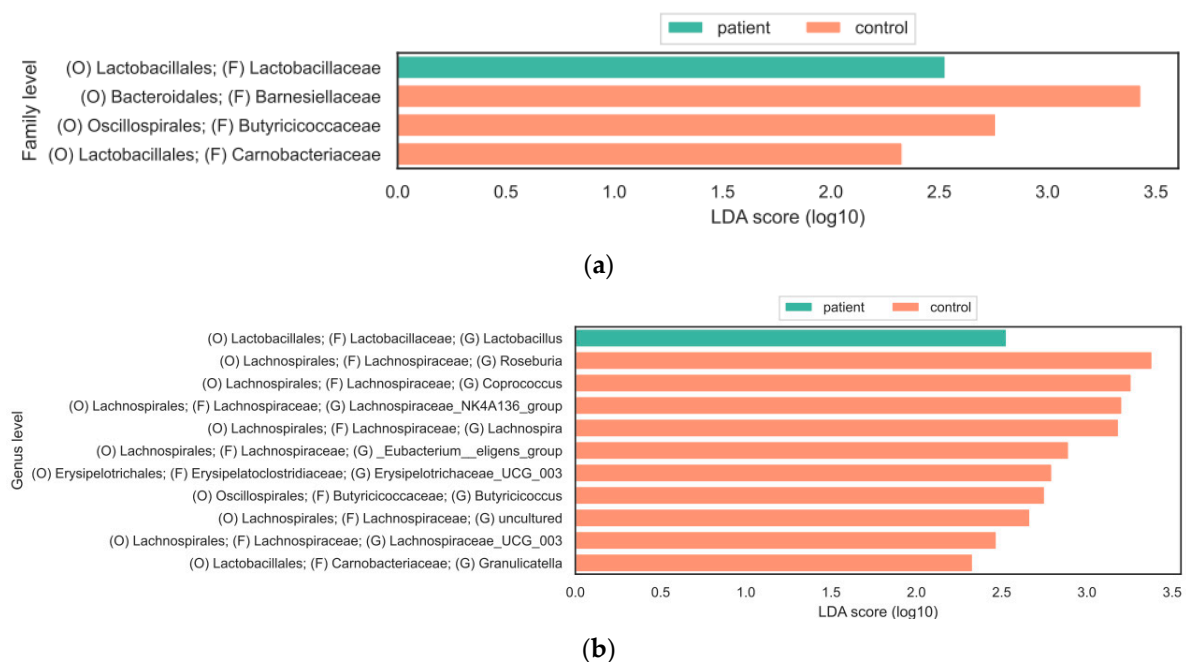 patient control
Family level
(O) Lactobacillales; (F) Lactobacillaceae
(O) Bacteroidales; (F) Barnesiellaceae
(O) Oscillospirales; (F) Butyricicoccaceae
(O) Lactobacillales; (F) Carnobacteriaceae
0.0 0.5 1.0 1.5 2.0 2.5 3.0 3.5
LDA score (log10)
(a)
patient control
Genus level
(O) Lactobacillales; (F) Lactobacillaceae; (G) Lactobacillus
(O) Lachnospirales; (F) Lachnospiraceae; (G) Roseburia
(O) Lachnospirales; (F) Lachnospiraceae; (G) Coprococcus
(O) Lachnospirales; (F) Lachnospiraceae; (G) Lachnospiraceae_NK4A136_group
(O) Lachnospirales; (F) Lachnospiraceae; (G) Lachnospira
(O) Lachnospirales; (F) Lachnospiraceae; (G) _Eubacterium__eligens_group
(O) Erysipelotrichales; (F) Erysipelatoclostridiaceae; (G) Erysipelotrichaceae_UCG_003
(O) Oscillospirales; (F) Butyricicoccaceae; (G) Butyricicoccus
(O) Lachnospirales; (F) Lachnospiraceae; (G) uncultured
(O) Lachnospirales; (F) Lachnospiraceae; (G) Lachnospiraceae_UCG_003
(O) Lactobacillales; (F) Carnobacteriaceae; (G) Granulicatella
0.0 0.5 1.0 1.5 2.0 2.5 3.0 3.5
LDA score (log10)
(b)